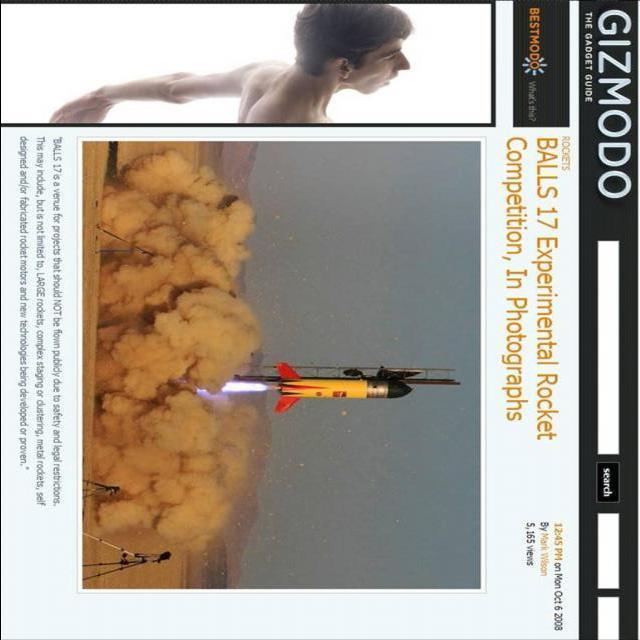 GIZMODO
THE GADGET GUIDE
search
BESTMODO What's this?
ROCKETS
BALLS 17 Experimental Rocket
Competition, In Photographs
12:45 PM on Mon Oct 6 2008
By Mark Wilson
5,165 views
"BALLS 17 is a venue for projects that should NOT be flown publicly due to safety and legal restrictions.
This may include, but is not limited to, LARGE rockets, complex staging or clustering, metal rockets, self
designed and/or fabricated rocket motors and new technologies being developed or proven."